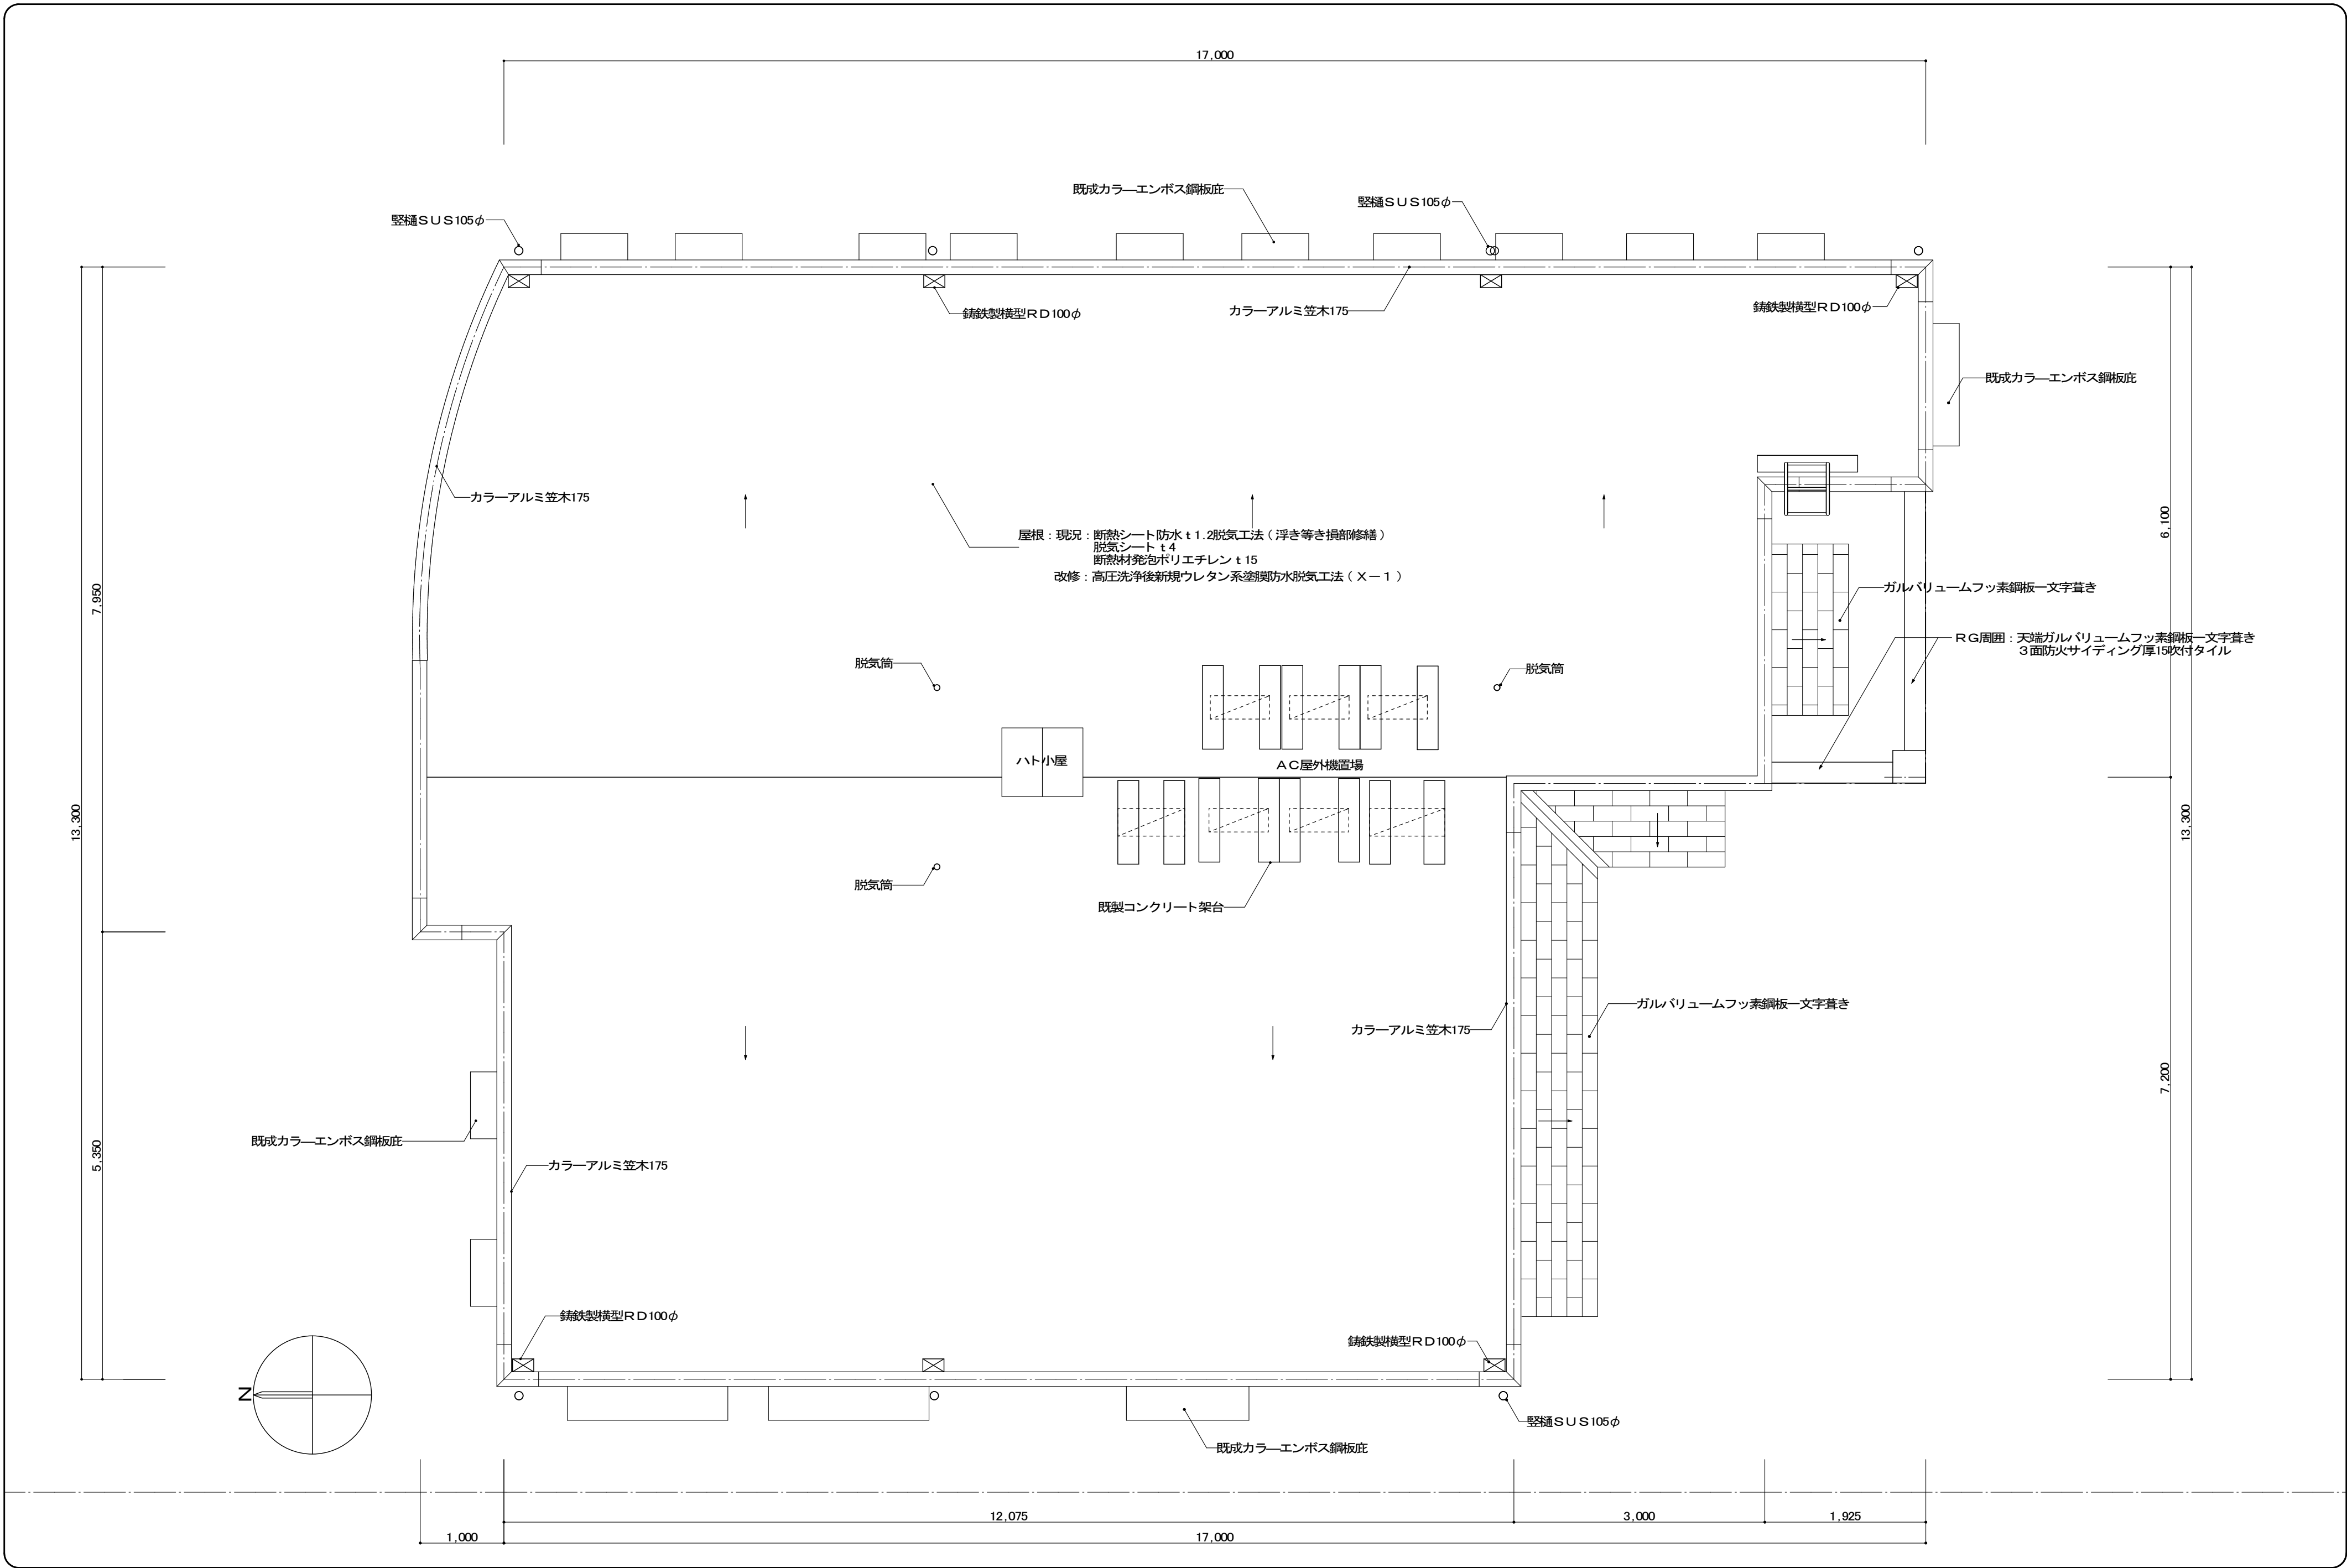 17,000
既成カラ―エンボス鋼板庇
竪樋ＳＵＳ105φ
竪樋ＳＵＳ105φ
鋳鉄製横型ＲＤ100φ
カラーアルミ笠木175
鋳鉄製横型ＲＤ100φ
既成カラ―エンボス鋼板庇
カラーアルミ笠木175
6,100
屋根：現況：断熱シート防水ｔ1.2脱気工法（浮き等き損部修繕）
脱気シートｔ4
断熱材発泡ポリエチレンｔ15
改修：高圧洗浄後新規ウレタン系塗膜防水脱気工法（Ｘ－１）
7,950
ガルバリュームフッ素鋼板一文字葺き
ＲＧ周囲：天端ガルバリュームフッ素鋼板一文字葺き
３面防火サイディング厚15吹付タイル
脱気筒
脱気筒
ハト小屋
ＡＣ屋外機置場
13,300
13,300
脱気筒
既製コンクリート架台
ガルバリュームフッ素鋼板一文字葺き
カラーアルミ笠木175
7,200
既成カラ―エンボス鋼板庇
5,350
カラーアルミ笠木175
鋳鉄製横型ＲＤ100φ
鋳鉄製横型ＲＤ100φ
N
竪樋ＳＵＳ105φ
既成カラ―エンボス鋼板庇
12,075
3,000
1,925
1,000
17,000